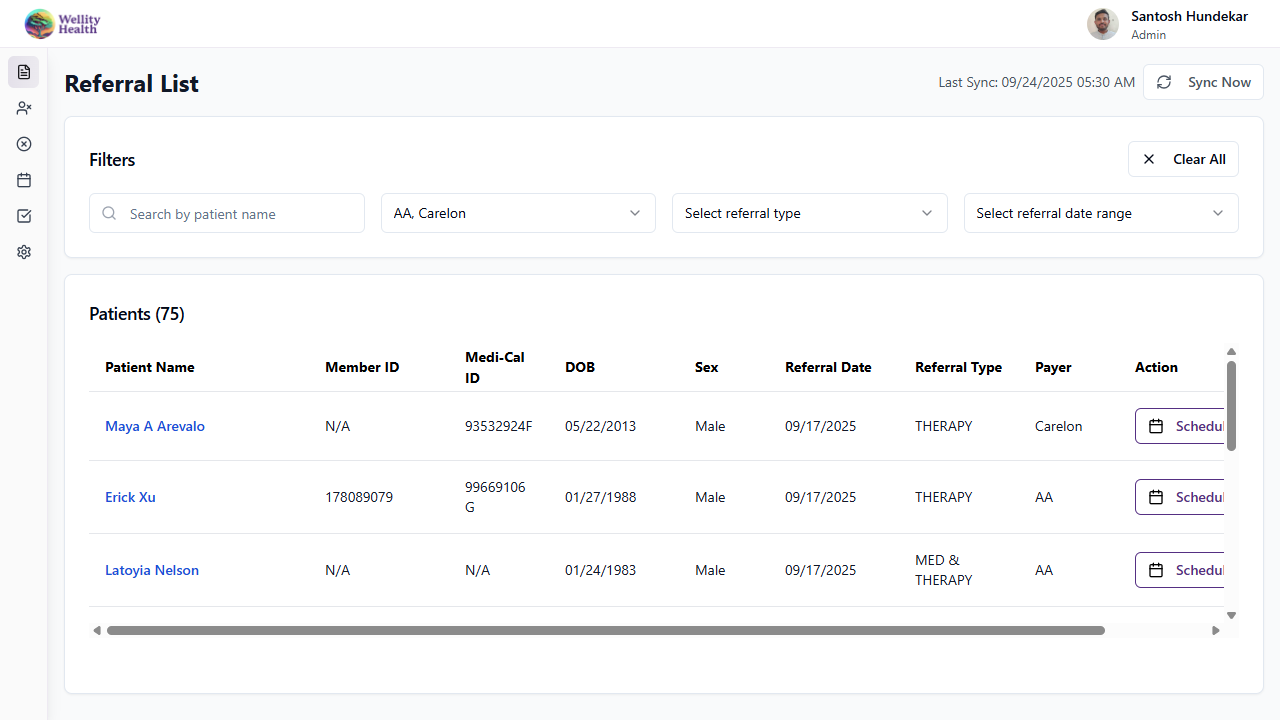 Wellity
Health
Santosh Hundekar
Admin
Referral List
Last Sync: 09/24/2025 05:30 AM
Sync Now
Filters
Clear All
Search by patient name
AA, Carelon
Select referral type
Select referral date range
Patients (75)
Patient Name Member ID Medi-Cal ID DOB Sex Referral Date Referral Type Payer Action
Maya A Arevalo N/A 93532924F 05/22/2013 Male 09/17/2025 THERAPY Carelon Schedul
Erick Xu 178089079 99669106 G 01/27/1988 Male 09/17/2025 THERAPY AA Schedul
Latoyia Nelson N/A N/A 01/24/1983 Male 09/17/2025 MED & THERAPY AA Schedul